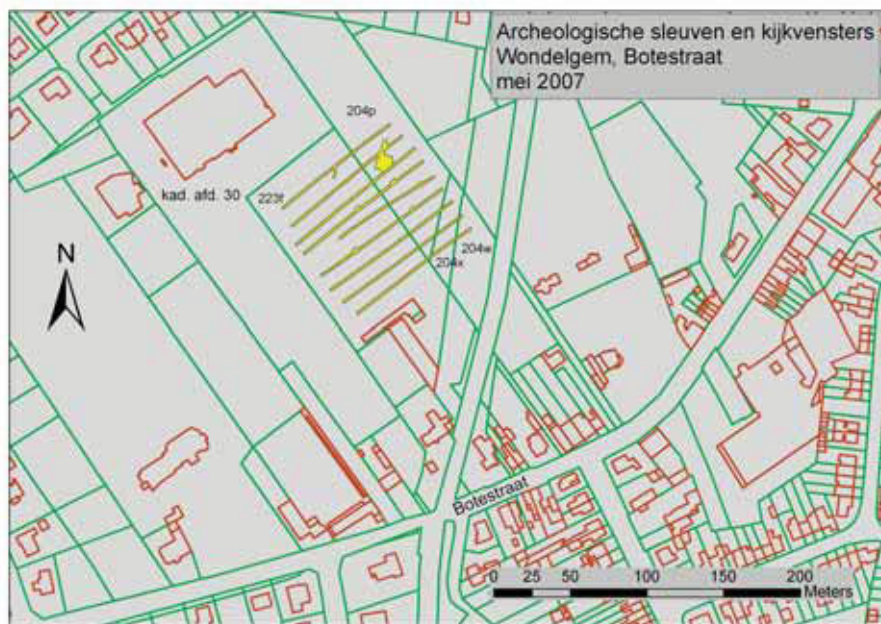 Archeologische sleuven en kijkvensters
Wondelgem, Botestraat
mei 2007
204p
kad. afd. 30
223f
204w
204x
N
Botestraat
0 25 50 100 150 200
Meters